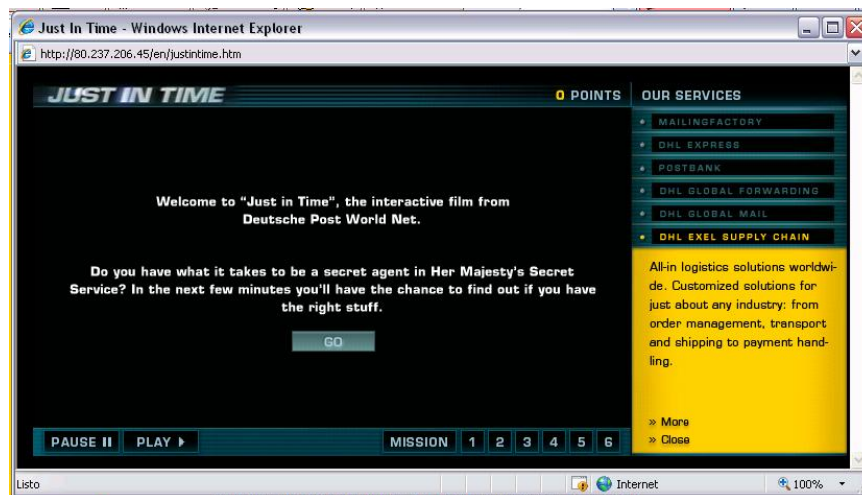 Just In Time - Windows Internet Explorer
http://80.237.206.45/en/justintime.htm
JUST IN TIME
0 POINTS
OUR SERVICES
MAILINGFACTORY
DHL EXPRESS
POSTBANK
DHL GLOBAL FORWARDING
DHL GLOBAL MAIL
DHL EXEL SUPPLY CHAIN
Welcome to "Just in Time", the interactive film from
Deutsche Post World Net.
Do you have what it takes to be a secret agent in Her Majesty's Secret
Service? In the next few minutes you'll have the chance to find out if you have
the right stuff.
GO
All-in logistics solutions worldwi-
de. Customized solutions for
just about any industry: from
order management, transport
and shipping to payment hand-
ling.
» More
» Close
PAUSE PLAY
MISSION 1 2 3 4 5 6
Listo
Internet
100%